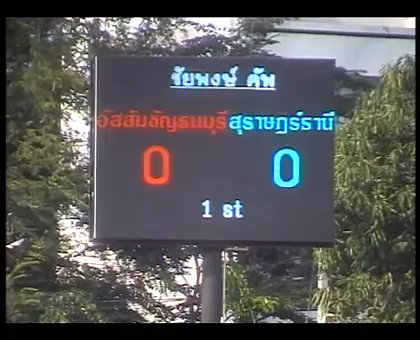 ชัยพงษ์ คัพ
อัสสัมชัญธนบุรี สุราษฎร์ธานี
0 0
1 st